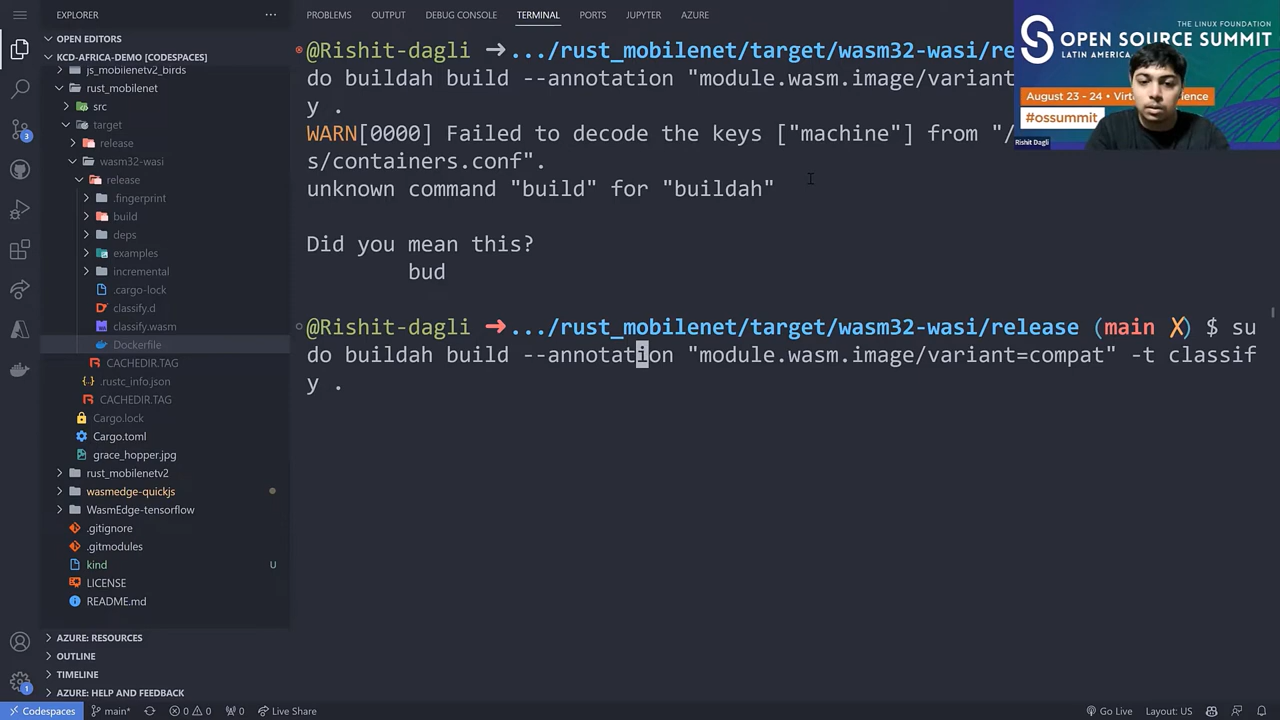 EXPLORER
PROBLEMS OUTPUT DEBUG CONSOLE TERMINAL PORTS JUPYTER AZURE
OPEN EDITORS
KCD-AFRICA-DEMO [CODESPACES]
js_mobilenetv2_birds
rust_mobilenet
src
target
release
wasm32-wasi
release
.fingerprint
build
deps
examples
incremental
.cargo-lock
classify.d
classify.wasm
Dockerfile
CACHEDIR.TAG
.rustc_info.json
CACHEDIR.TAG
Cargo.lock
Cargo.toml
grace_hopper.jpg
rust_mobilenetv2
wasmedge-quickjs
WasmEdge-tensorflow
.gitignore
.gitmodules
kind U
LICENSE
README.md
AZURE: RESOURCES
OUTLINE
TIMELINE
AZURE: HELP AND FEEDBACK
@Rishit-dagli ➜ .../rust_mobilenet/target/wasm32-wasi/re
do buildah build --annotation "module.wasm.image/variant
y .
WARN[0000] Failed to decode the keys ["machine"] from "/
s/containers.conf".
unknown command "build" for "buildah"
Did you mean this?
bud
@Rishit-dagli ➜ .../rust_mobilenet/target/wasm32-wasi/release (main ✗) $ su
do buildah build --annotation "module.wasm.image/variant=compat" -t classif
y .
THE LINUX FOUNDATION
OPEN SOURCE SUMMIT
LATIN AMERICA
August 23 - 24 • Virt
#ossummit
Rishit Dagli
3
1
Codespaces main* 0 0 0 Live Share
Go Live Layout: US